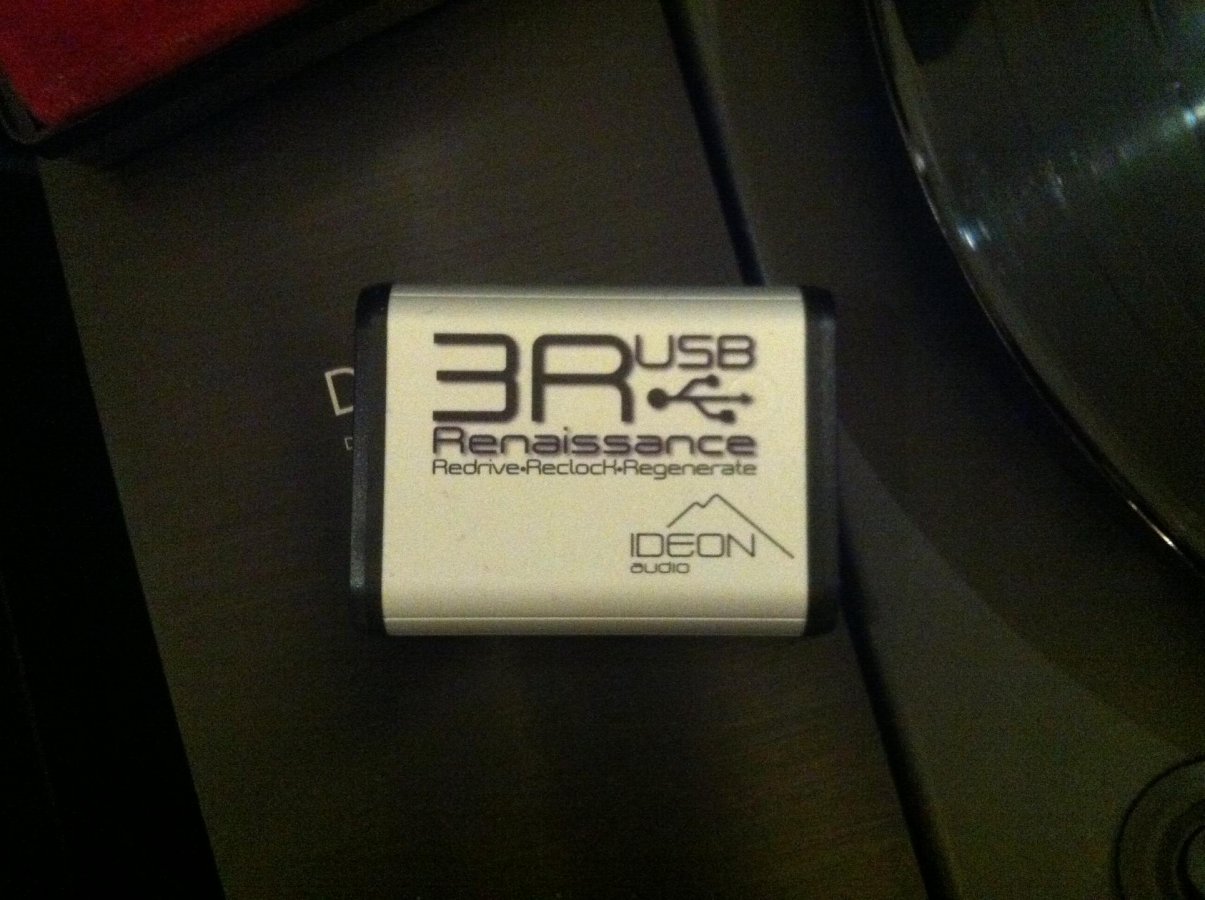 3R USB
Renaissance
Redrive•Reclock•Regenerate
IDEON
audio